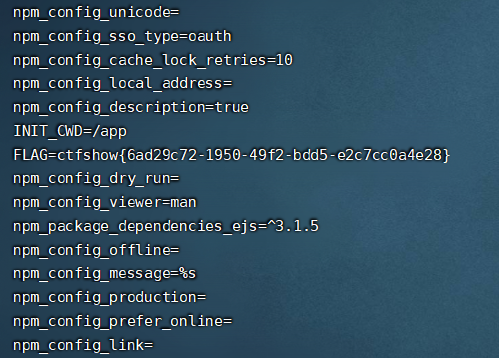 npm_config_unicode=
npm_config_sso_type=oauth
npm_config_cache_lock_retries=10
npm_config_local_address=
npm_config_description=true
INIT_CWD=/app
FLAG=ctfshow{6ad29c72-1950-49f2-bdd5-e2c7cc0a4e28}
npm_config_dry_run=
npm_config_viewer=man
npm_package_dependencies_ejs=^3.1.5
npm_config_offline=
npm_config_message=%s
npm_config_production=
npm_config_prefer_online=
npm_config_link=